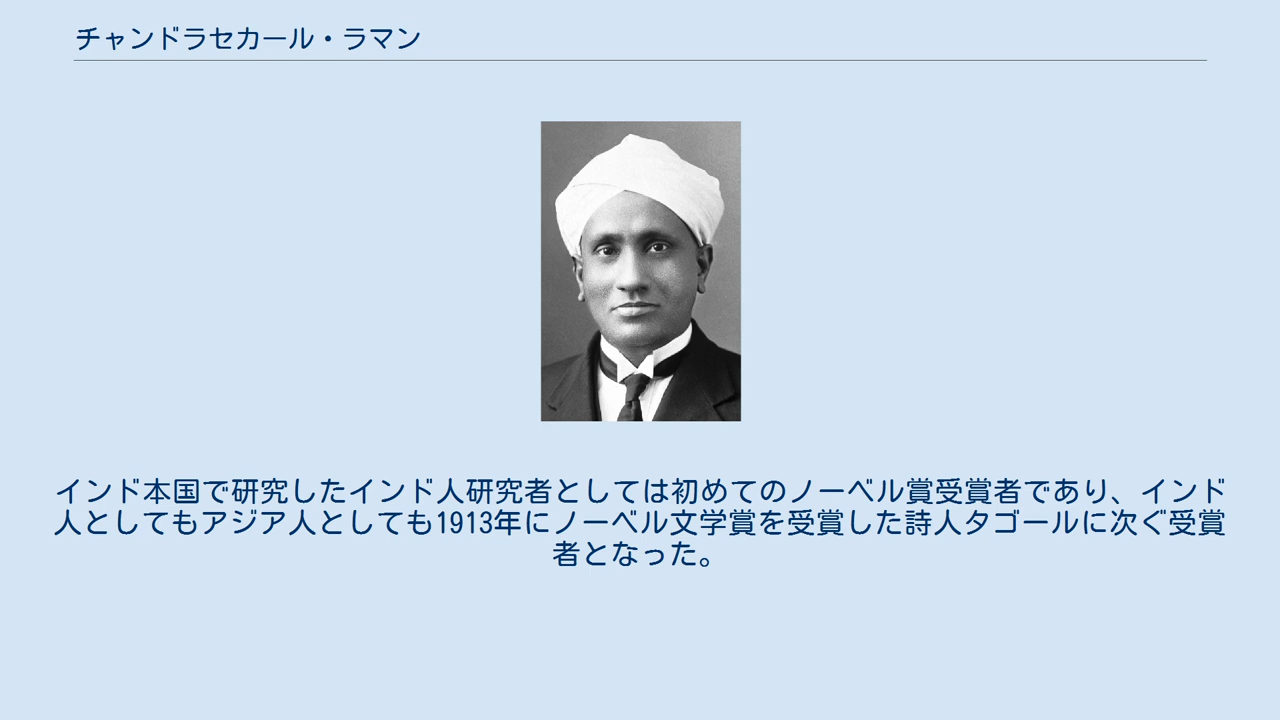 チャンドラセカール・ラマン
インド本国で研究したインド人研究者としては初めてのノーベル賞受賞者であり、インド
人としてもアジア人としても1913年にノーベル文学賞を受賞した詩人タゴールに次ぐ受賞
者となった。